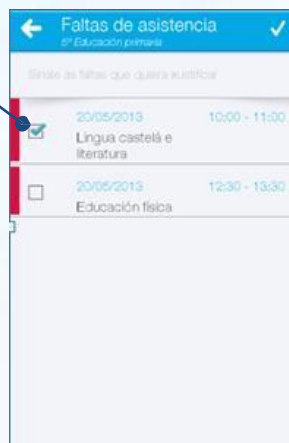 Faltas de asistencia
5º Educación primaria
Sinale as faltas que queira xustificar
20/05/2013 10:00 - 11:00
Lingua castelá e
literatura
20/05/2013 12:30 - 13:30
Educación física